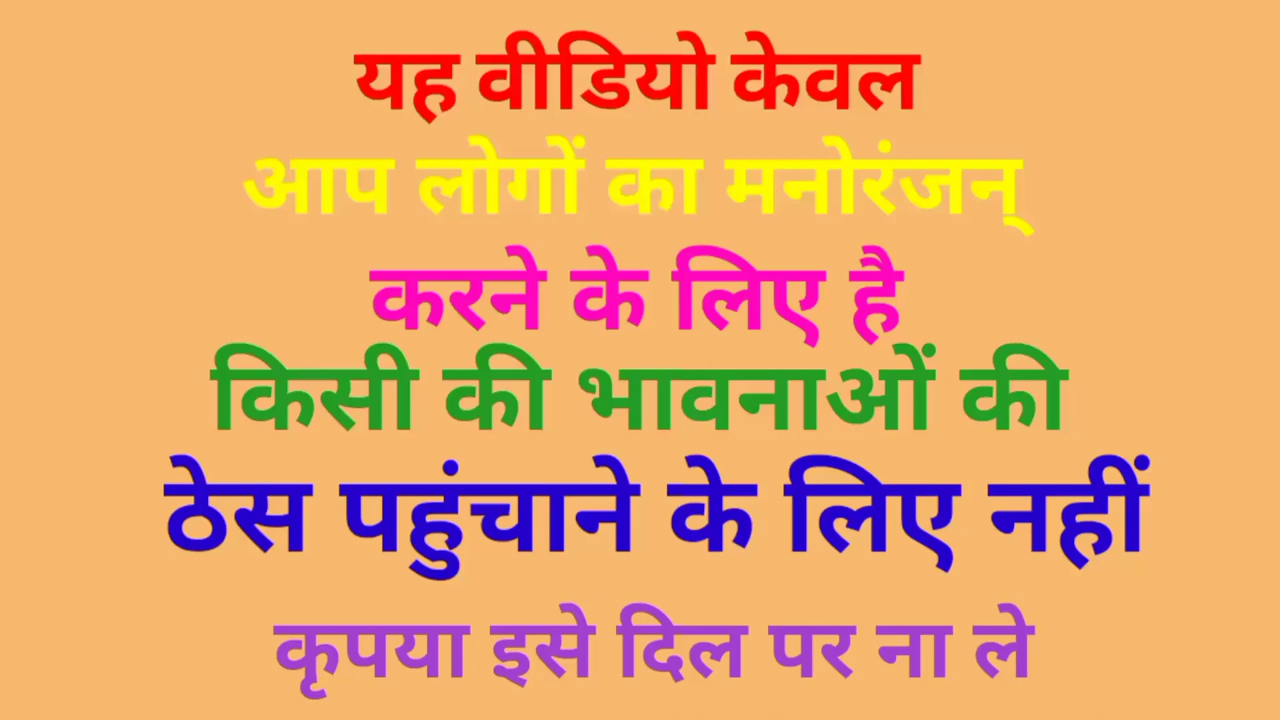 यह वीडियो केवल
आप लोगों का मनोरंजन्
करने के लिए है
किसी की भावनाओं की
ठेस पहुंचाने के लिए नहीं
कृपया इसे दिल पर ना ले